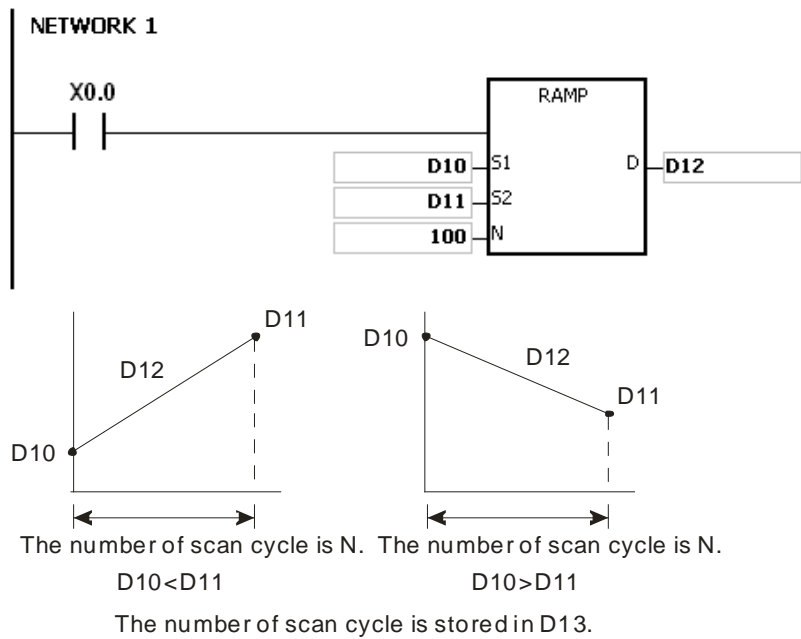 NETWORK 1
X0.0
RAMP
D10 S1 D D12
D11 S2
100 N
D11 D10
D12 D12
D11
D10
The number of scan cycle is N. The number of scan cycle is N.
D10<D11 D10>D11
The number of scan cycle is stored in D13.